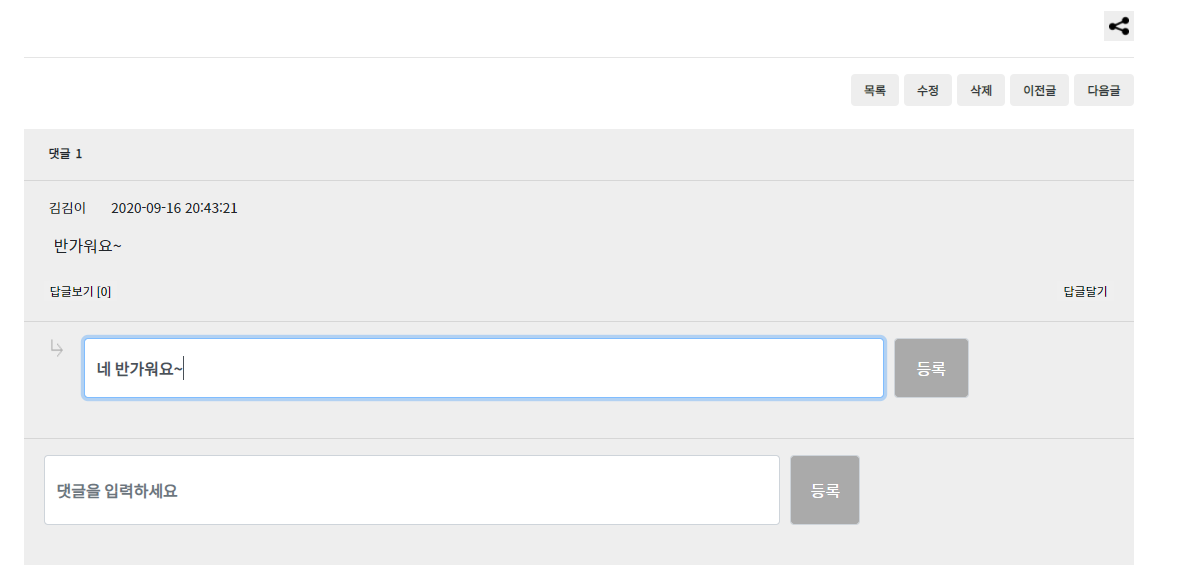 목록 수정 삭제 이전글 다음글
댓글 1
김김이 2020-09-16 20:43:21
반가워요~
답글보기 [0] 답글달기
네 반가워요~ 등록
댓글을 입력하세요 등록